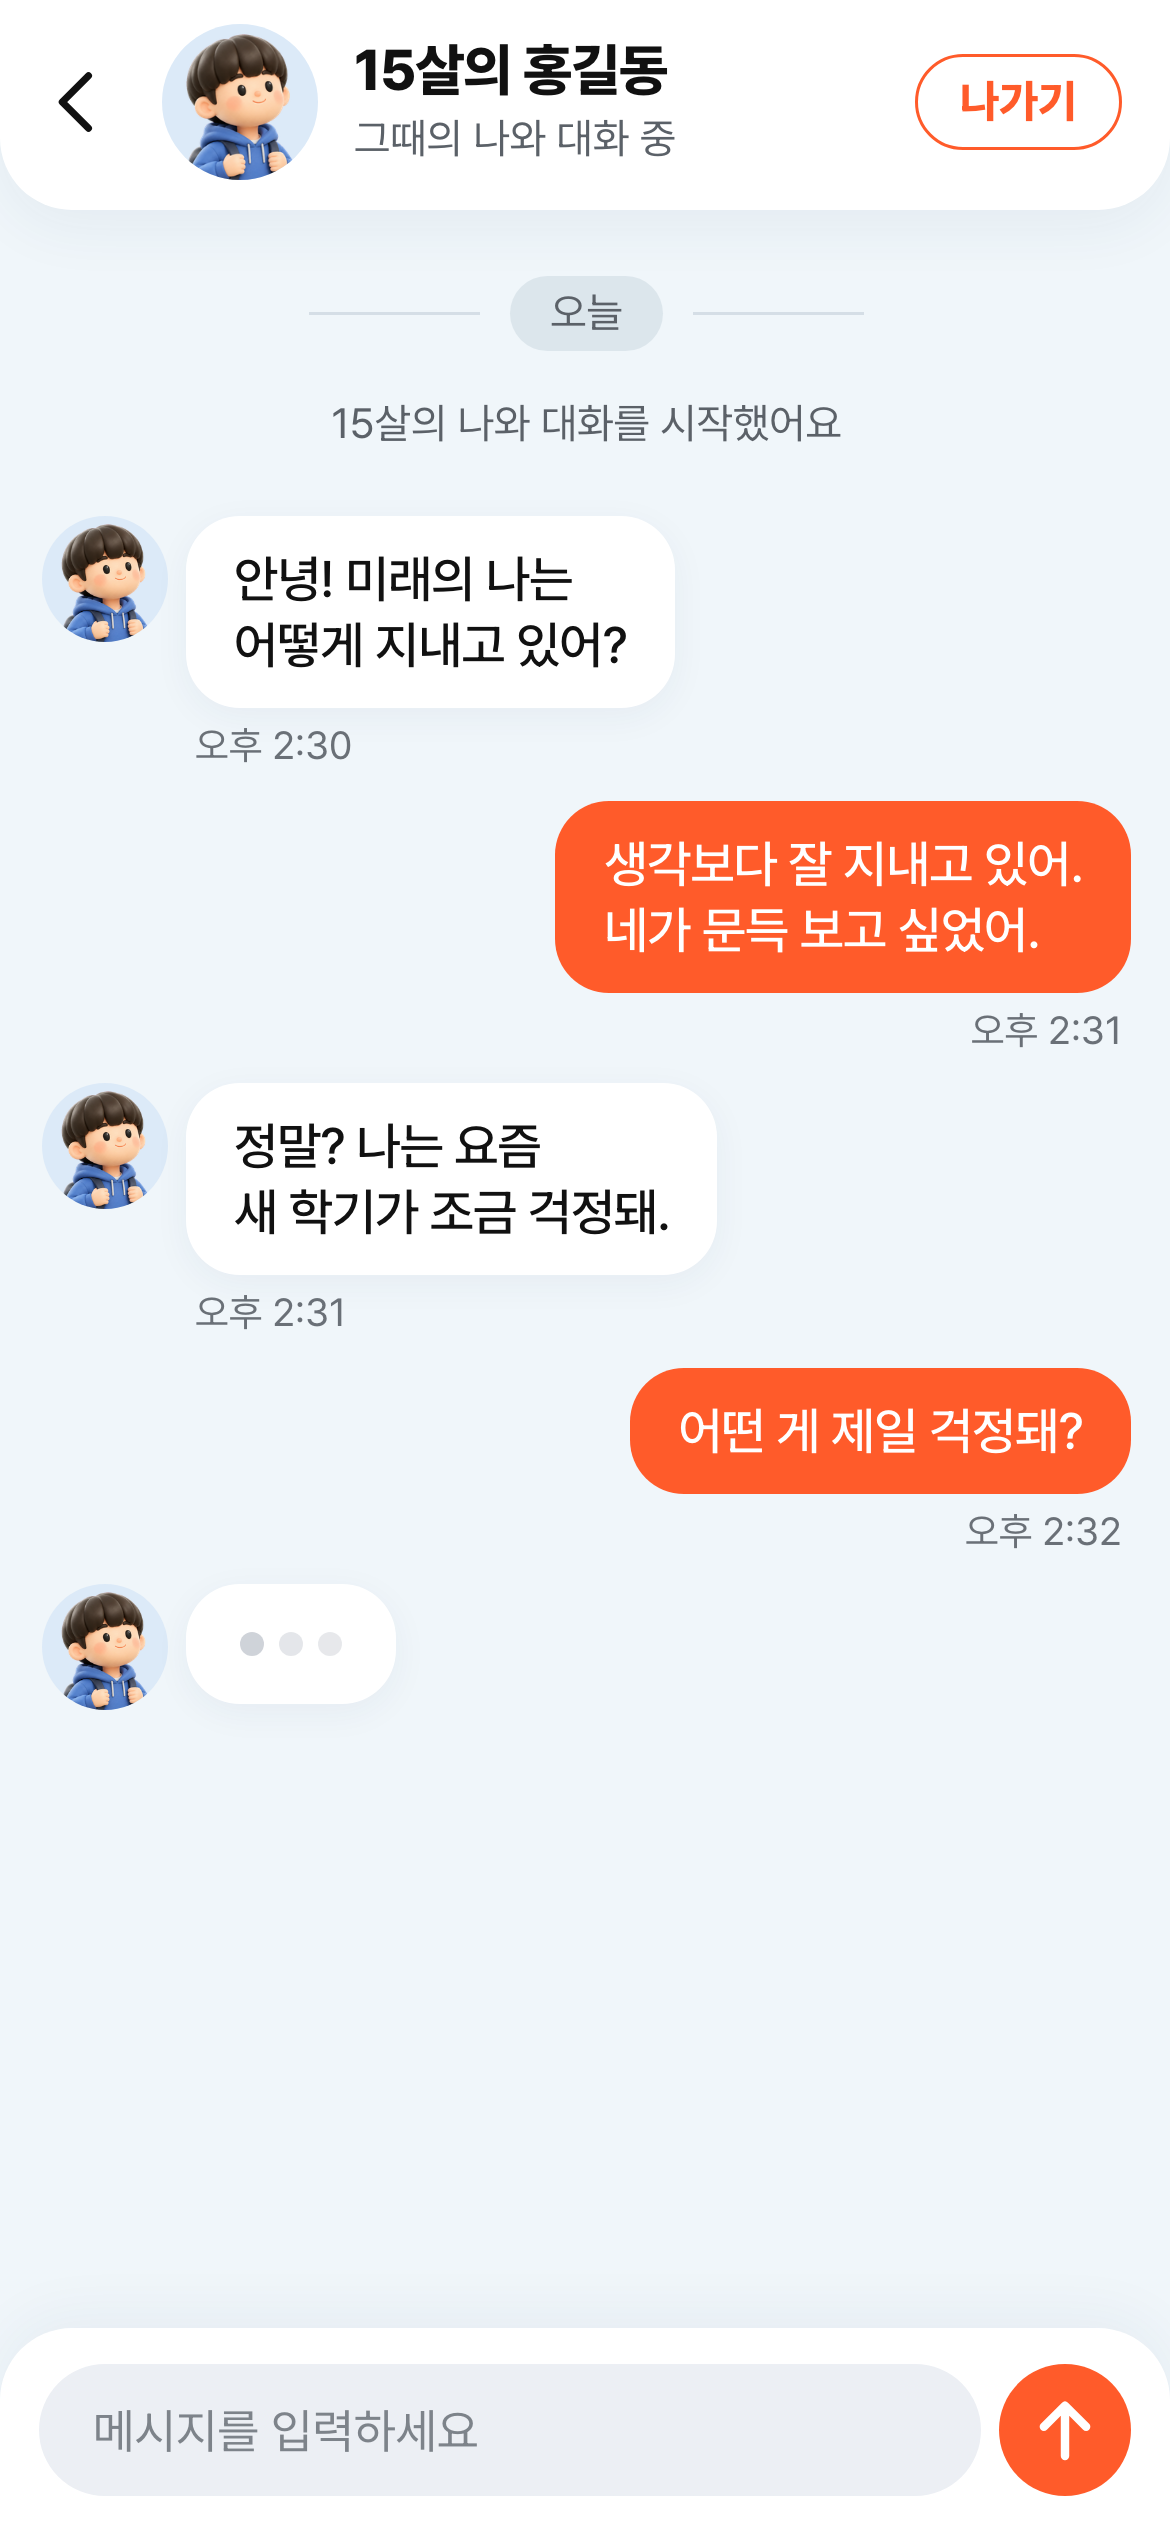 15살의 홍길동
그때의 나와 대화 중
나가기
오늘
15살의 나와 대화를 시작했어요
안녕! 미래의 나는
어떻게 지내고 있어?
오후 2:30
생각보다 잘 지내고 있어.
네가 문득 보고 싶었어.
오후 2:31
정말? 나는 요즘
새 학기가 조금 걱정돼.
오후 2:31
어떤 게 제일 걱정돼?
오후 2:32
메시지를 입력하세요